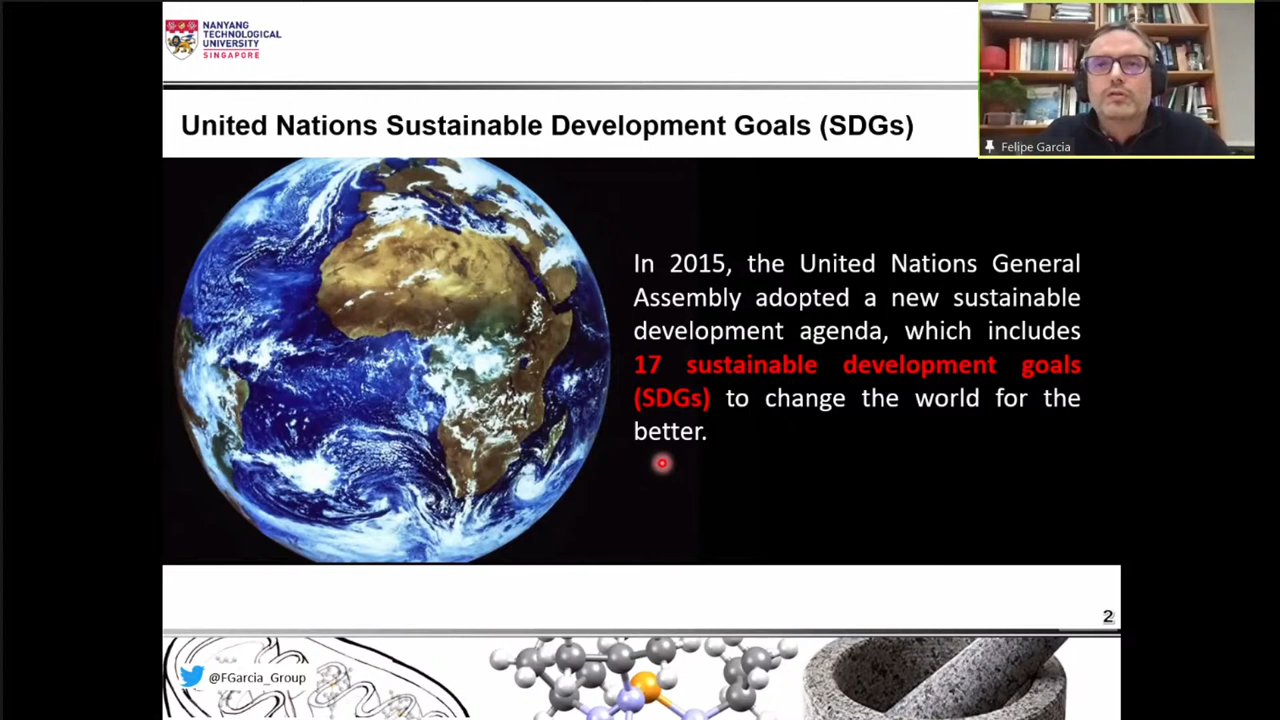 NANYANG
TECHNOLOGICAL
UNIVERSITY
SINGAPORE
Felipe Garcia
United Nations Sustainable Development Goals (SDGs)
In 2015, the United Nations General
Assembly adopted a new sustainable
development agenda, which includes
17 sustainable development goals
(SDGs) to change the world for the
better.
2
@FGarcia_Group